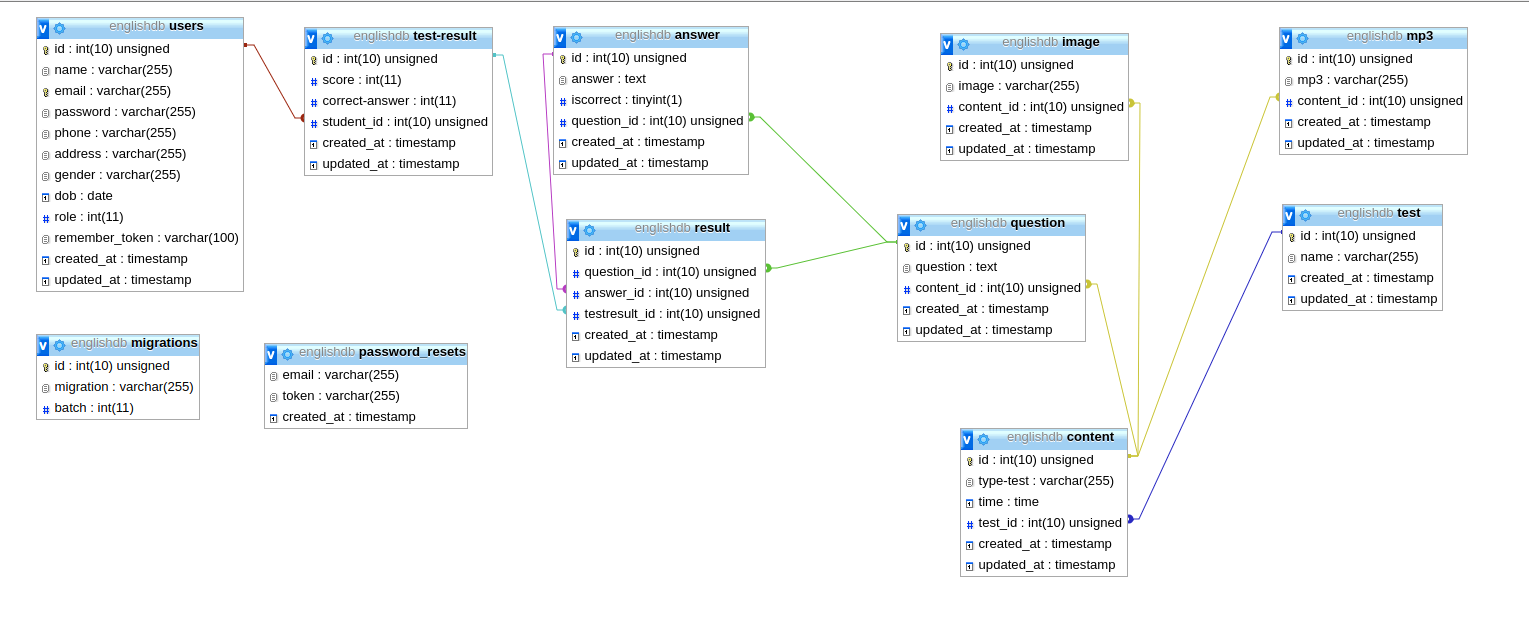 englishdb users
id : int(10) unsigned
name : varchar(255)
email : varchar(255)
password : varchar(255)
phone : varchar(255)
address : varchar(255)
gender : varchar(255)
dob : date
role : int(11)
remember_token : varchar(100)
created_at : timestamp
updated_at : timestamp
englishdb test-result
id : int(10) unsigned
score : int(11)
correct-answer : int(11)
student_id : int(10) unsigned
created_at : timestamp
updated_at : timestamp
englishdb answer
id : int(10) unsigned
answer : text
iscorrect : tinyint(1)
question_id : int(10) unsigned
created_at : timestamp
updated_at : timestamp
englishdb image
id : int(10) unsigned
image : varchar(255)
content_id : int(10) unsigned
created_at : timestamp
updated_at : timestamp
englishdb mp3
id : int(10) unsigned
mp3 : varchar(255)
content_id : int(10) unsigned
created_at : timestamp
updated_at : timestamp
englishdb result
id : int(10) unsigned
question_id : int(10) unsigned
answer_id : int(10) unsigned
testresult_id : int(10) unsigned
created_at : timestamp
updated_at : timestamp
englishdb question
id : int(10) unsigned
question : text
content_id : int(10) unsigned
created_at : timestamp
updated_at : timestamp
englishdb test
id : int(10) unsigned
name : varchar(255)
created_at : timestamp
updated_at : timestamp
englishdb migrations
id : int(10) unsigned
migration : varchar(255)
batch : int(11)
englishdb password_resets
email : varchar(255)
token : varchar(255)
created_at : timestamp
englishdb content
id : int(10) unsigned
type-test : varchar(255)
time : time
test_id : int(10) unsigned
created_at : timestamp
updated_at : timestamp